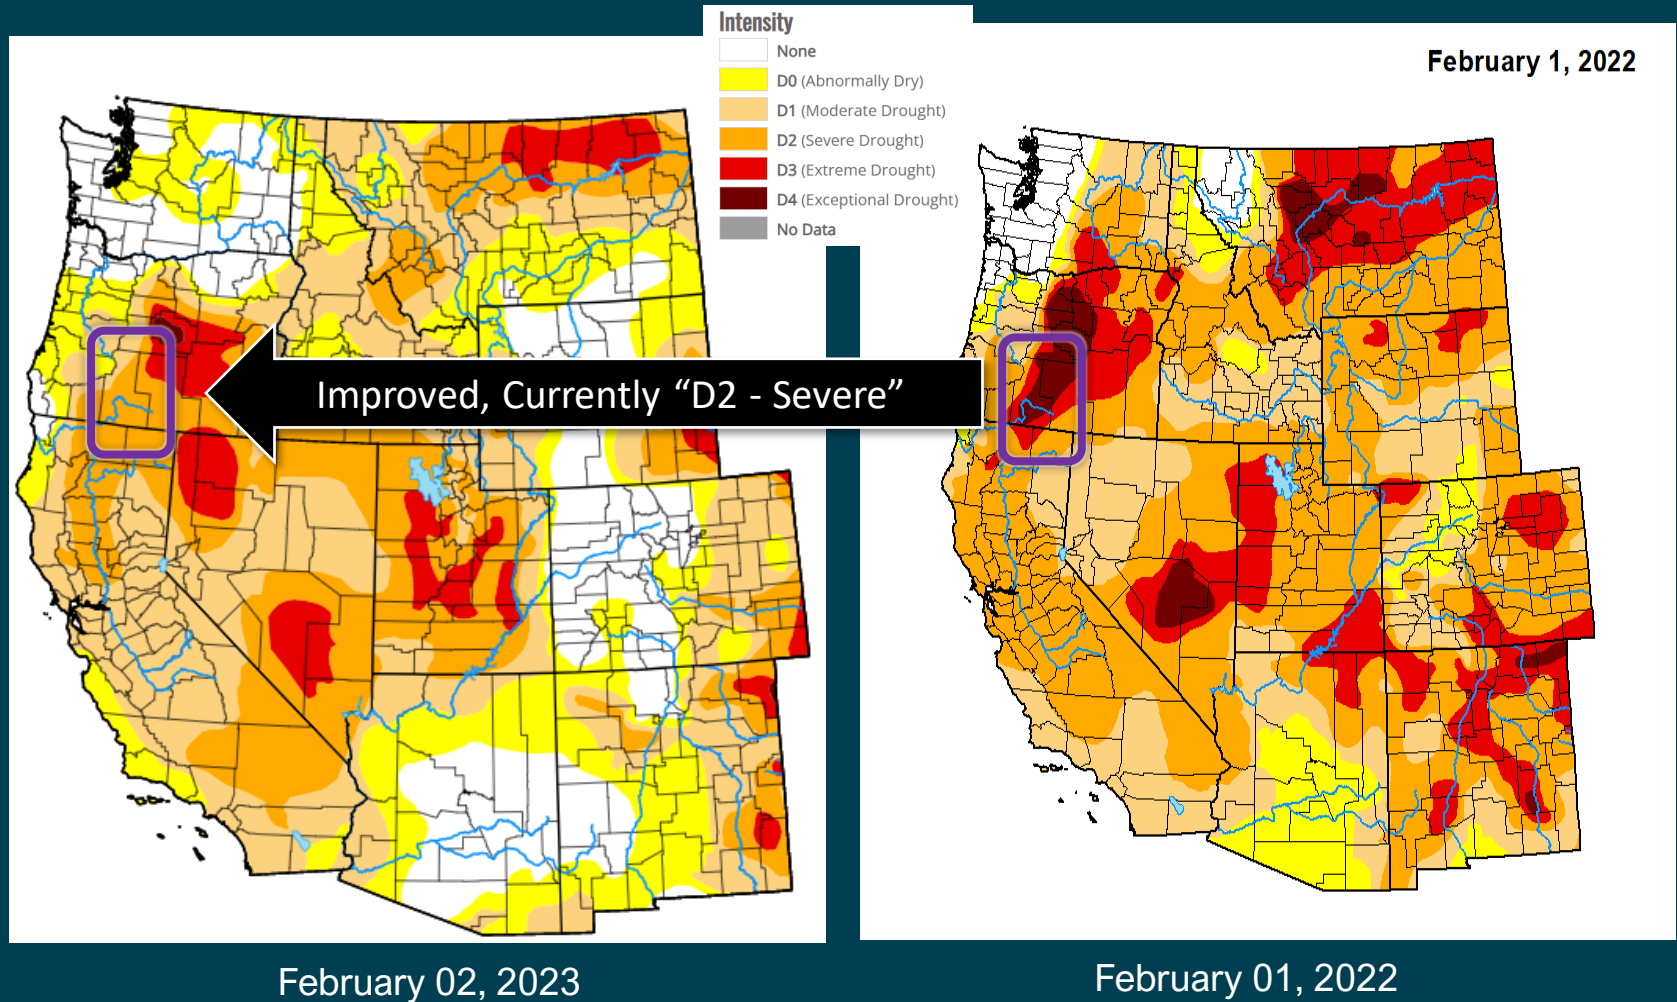 Intensity
None
D0 (Abnormally Dry)
D1 (Moderate Drought)
D2 (Severe Drought)
D3 (Extreme Drought)
D4 (Exceptional Drought)
No Data
February 1, 2022
Improved, Currently “D2 - Severe”
February 02, 2023
February 01, 2022